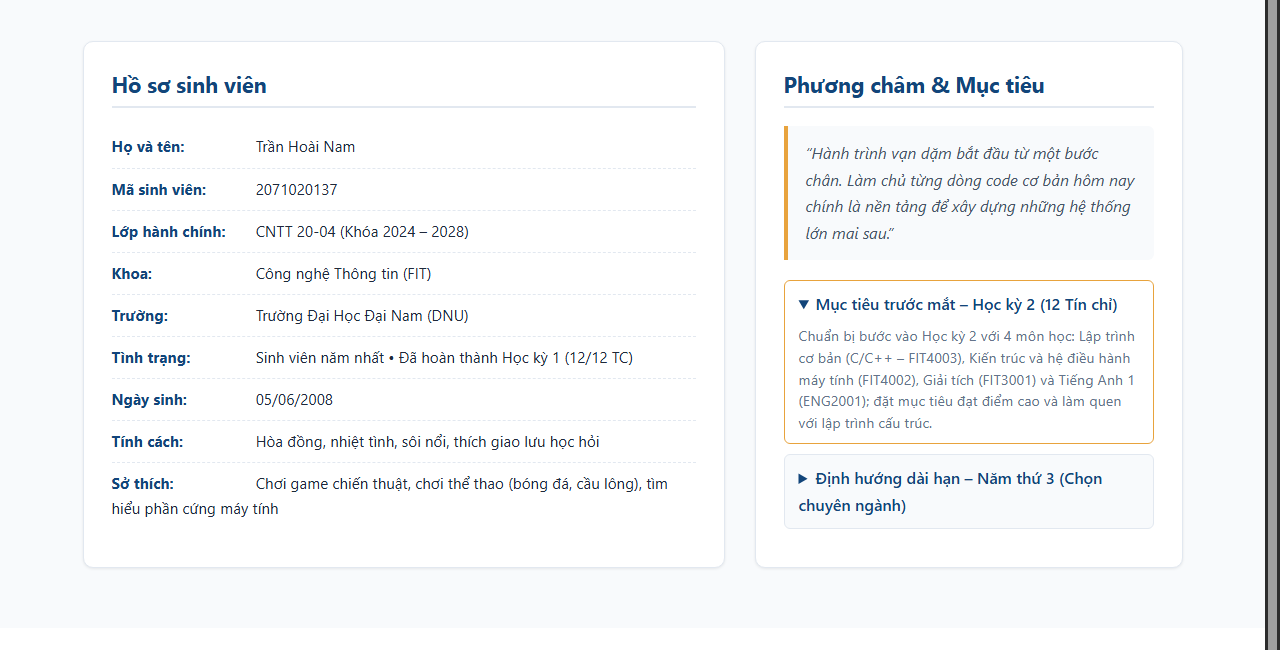 Hồ sơ sinh viên
Họ và tên: Trần Hoài Nam
Mã sinh viên: 2071020137
Lớp hành chính: CNTT 20-04 (Khóa 2024 – 2028)
Khoa: Công nghệ Thông tin (FIT)
Trường: Trường Đại Học Đại Nam (DNU)
Tình trạng: Sinh viên năm nhất • Đã hoàn thành Học kỳ 1 (12/12 TC)
Ngày sinh: 05/06/2008
Tính cách: Hòa đồng, nhiệt tình, sôi nổi, thích giao lưu học hỏi
Sở thích: Chơi game chiến thuật, chơi thể thao (bóng đá, cầu lông), tìm
hiểu phần cứng máy tính
Phương châm & Mục tiêu
“Hành trình vạn dặm bắt đầu từ một bước
chân. Làm chủ từng dòng code cơ bản hôm nay
chính là nền tảng để xây dựng những hệ thống
lớn mai sau.”
▼ Mục tiêu trước mắt – Học kỳ 2 (12 Tín chỉ)
Chuẩn bị bước vào Học kỳ 2 với 4 môn học: Lập trình
cơ bản (C/C++ – FIT4003), Kiến trúc và hệ điều hành
máy tính (FIT4002), Giải tích (FIT3001) và Tiếng Anh 1
(ENG2001); đặt mục tiêu đạt điểm cao và làm quen
với lập trình cấu trúc.
▶ Định hướng dài hạn – Năm thứ 3 (Chọn
chuyên ngành)